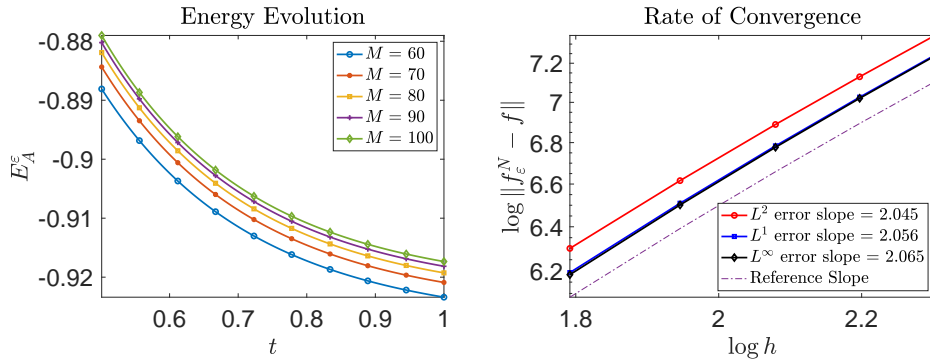 Energy Evolution
-0.88
-0.89
-0.9
-0.91
-0.92
0.6
0.7
0.8
0.9
1
t
E_A^ε
M = 60
M = 70
M = 80
M = 90
M = 100
Rate of Convergence
7.2
7
6.8
6.6
6.4
6.2
1.8
2
2.2
log h
log ||f_ε^N − f||
L² error slope = 2.045
L¹ error slope = 2.056
L^∞ error slope = 2.065
Reference Slope